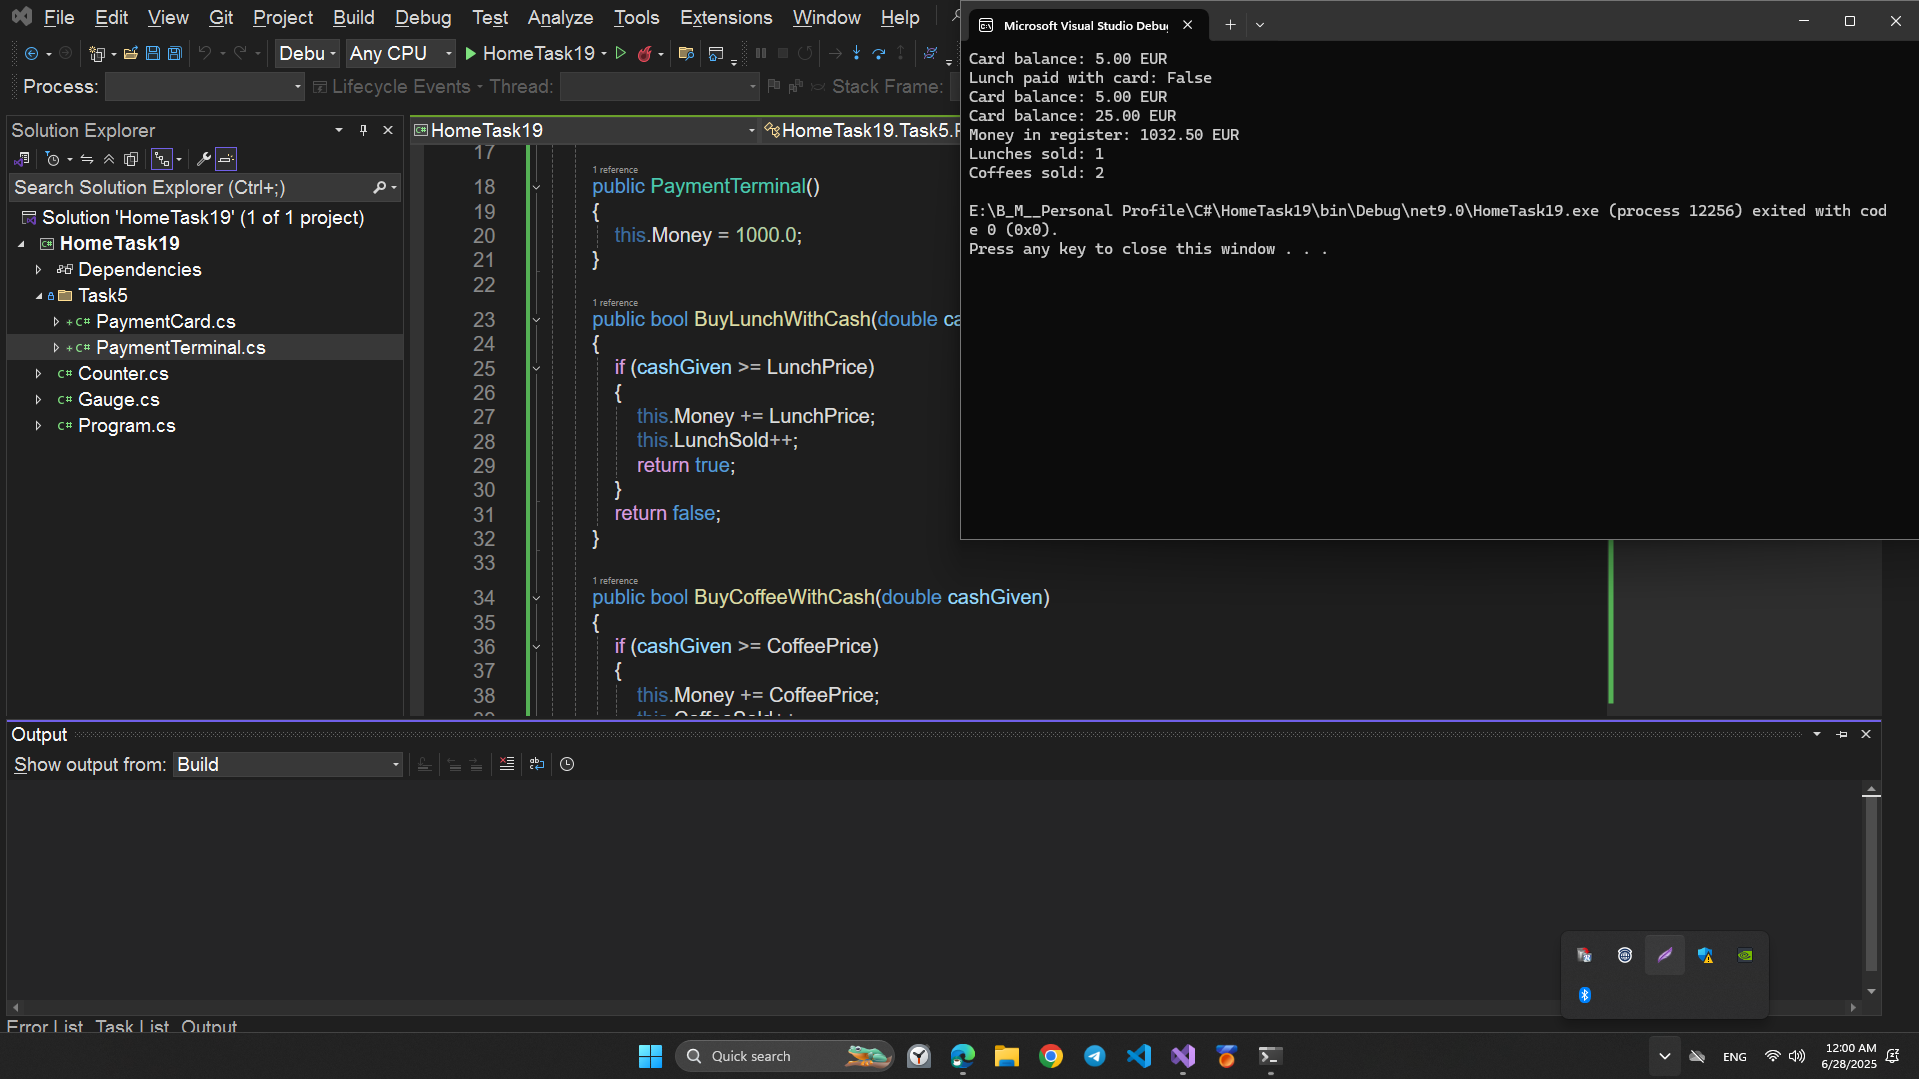 File Edit View Git Project Build Debug Test Analyze Tools Extensions Window Help
Debu Any CPU HomeTask19
Process: Lifecycle Events Thread: Stack Frame:
Solution Explorer
Search Solution Explorer (Ctrl+;)
Solution 'HomeTask19' (1 of 1 project)
HomeTask19
Dependencies
Task5
PaymentCard.cs
PaymentTerminal.cs
Counter.cs
Gauge.cs
Program.cs
HomeTask19 HomeTask19.Task5.P
17
1 reference
18 public PaymentTerminal()
19 {
20 this.Money = 1000.0;
21 }
22
1 reference
23 public bool BuyLunchWithCash(double ca
24 {
25 if (cashGiven >= LunchPrice)
26 {
27 this.Money += LunchPrice;
28 this.LunchSold++;
29 return true;
30 }
31 return false;
32 }
33
1 reference
34 public bool BuyCoffeeWithCash(double cashGiven)
35 {
36 if (cashGiven >= CoffeePrice)
37 {
38 this.Money += CoffeePrice;
Microsoft Visual Studio Debug
Card balance: 5.00 EUR
Lunch paid with card: False
Card balance: 5.00 EUR
Card balance: 25.00 EUR
Money in register: 1032.50 EUR
Lunches sold: 1
Coffees sold: 2
E:\B_M__Personal Profile\C#\HomeTask19\bin\Debug\net9.0\HomeTask19.exe (process 12256) exited with cod
e 0 (0x0).
Press any key to close this window . . .
Output
Show output from: Build
Error List Task List Output
Quick search
ENG
12:00 AM
6/28/2025